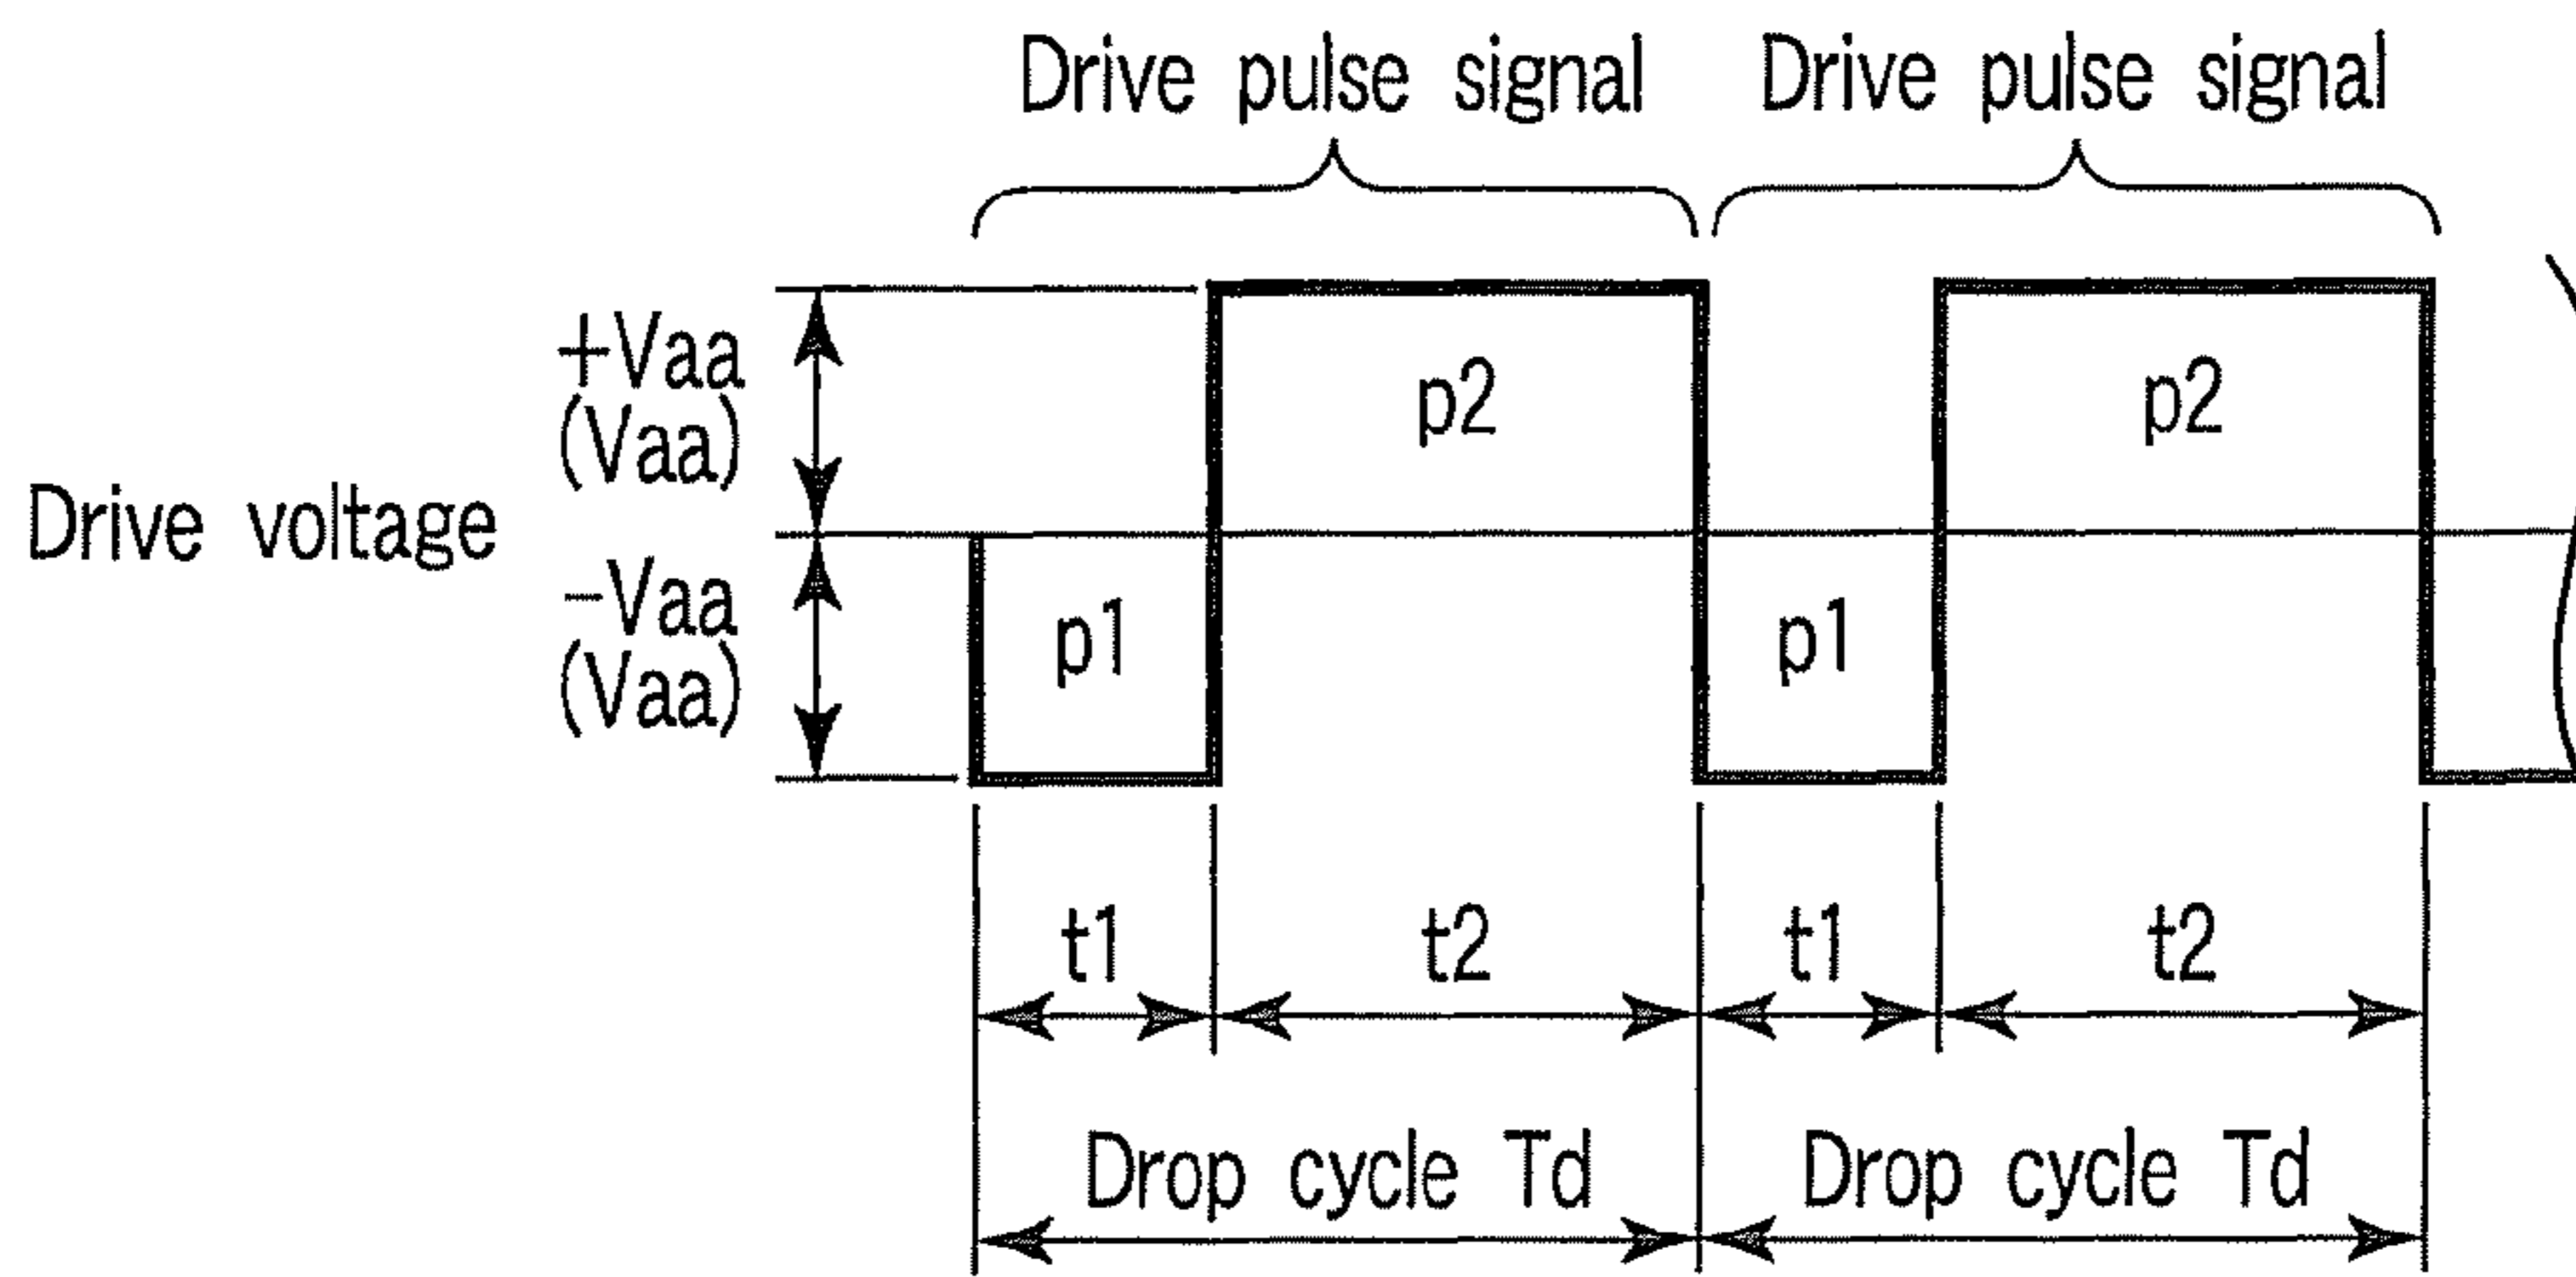 Drive pulse signal Drive pulse signal
+Vaa
(Vaa)
p2 p2
Drive voltage
-Vaa
(Vaa)
p1 p1
t1 t2 t1 t2
Drop cycle Td Drop cycle Td